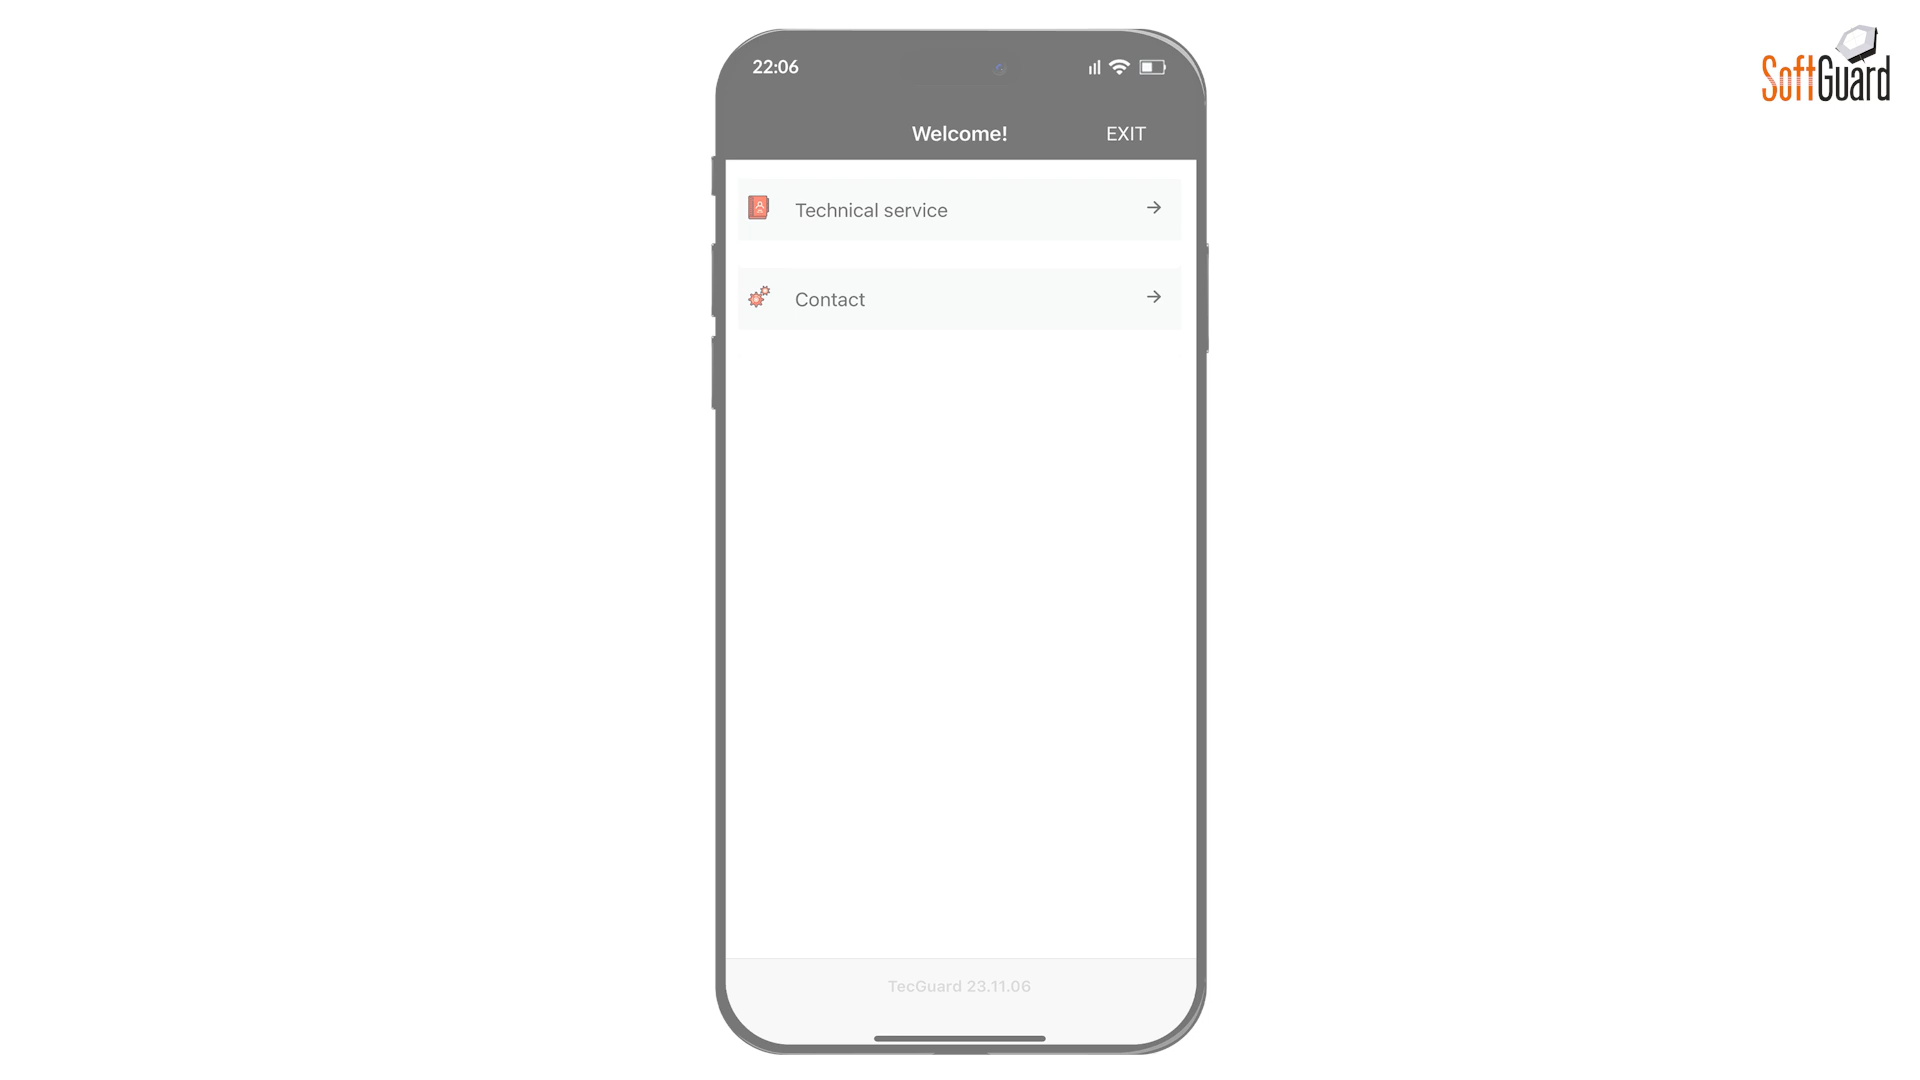 SoftGuard
22:06
Welcome!
EXIT
Technical service
Contact
TecGuard 23.11.06